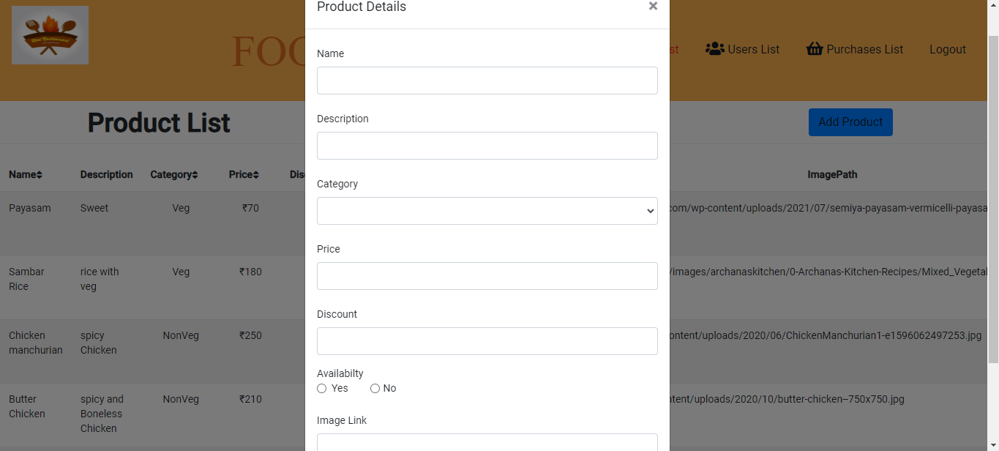 Product Details ×
FOO
st Users List Purchases List Logout
Product List
Add Product
Name
Description
Category
Price
Discount
Availabilty
Yes No
Image Link
Name Description Category Price Dis ImagePath
Payasam Sweet Veg ₹70 com/wp-content/uploads/2021/07/semiya-payasam-vermicelli-payasa
Sambar rice with Veg ₹180 /images/archanaskitchen/0-Archanas-Kitchen-Recipes/Mixed_Vegetal
Rice veg
Chicken spicy NonVeg ₹250 ontent/uploads/2020/06/ChickenManchurian1-e1596062497253.jpg
manchurian Chicken
Butter spicy and NonVeg ₹210 ntent/uploads/2020/10/butter-chicken–750x750.jpg
Chicken Boneless
Chicken